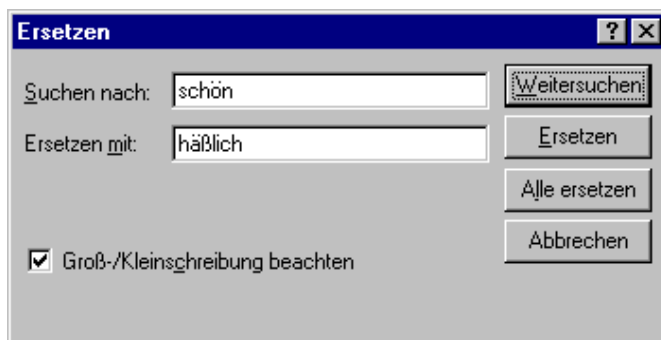 Ersetzen
Suchen nach: schön
Weitersuchen
Ersetzen mit: häßlich
Ersetzen
Alle ersetzen
Abbrechen
Groß-/Kleinschreibung beachten